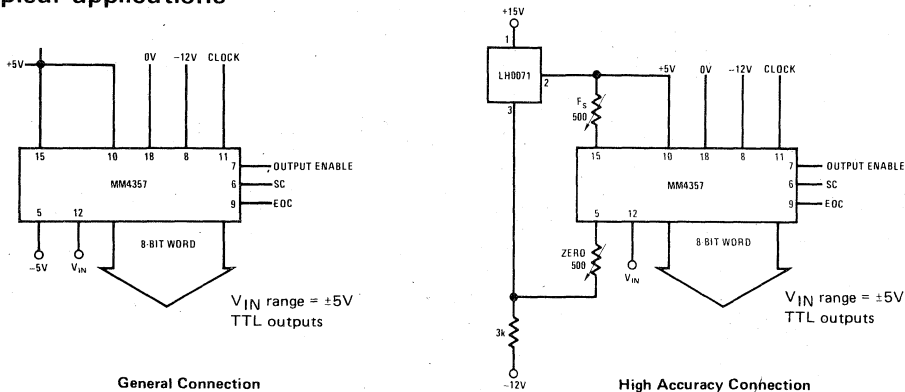 pical applications
+5V
0V
-12V
CLOCK
15
10
18
8
11
7
OUTPUT ENABLE
MM4357
6
SC
9
EOC
5
12
8-BIT WORD
-5V
VIN
VIN range = ±5V
TTL outputs
General Connection
+15V
1
LH0071
2
3
FS
500
+5V
0V
-12V
CLOCK
15
10
18
8
11
7
OUTPUT ENABLE
MM4357
6
SC
9
EOC
5
12
8-BIT WORD
ZERO
500
VIN
VIN range = ±5V
TTL outputs
3k
-12V
High Accuracy Connection